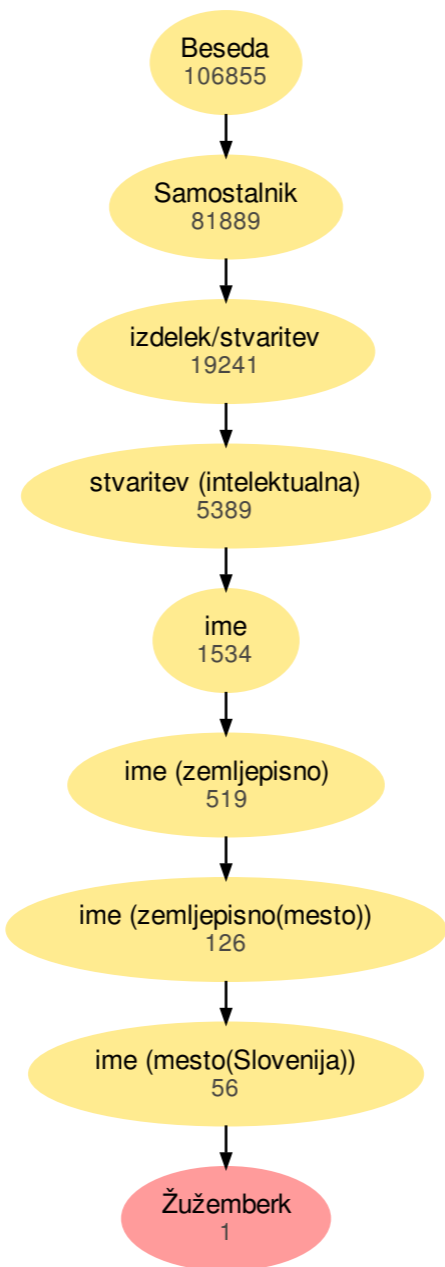 Beseda
106855
Samostalnik
81889
izdelek/stvaritev
19241
stvaritev (intelektualna)
5389
ime
1534
ime (zemljepisno)
519
ime (zemljepisno(mesto))
126
ime (mesto(Slovenija))
56
Žužemberk
1